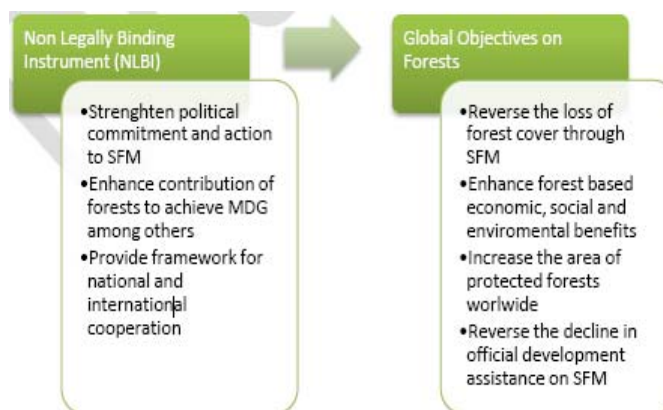 Non Legally Binding
Instrument (NLBI)
•Strenghten political
commitment and action
to SFM
•Enhance contribution of
forests to achieve MDG
among others
•Provide framework for
national and
international
cooperation
Global Objectives on
Forests
•Reverse the loss of
forest cover through
SFM
•Enhance forest based
economic, social and
enviromental benefits
•Increase the area of
protected forests
worlwide
•Reverse the decline in
official development
assistance on SFM